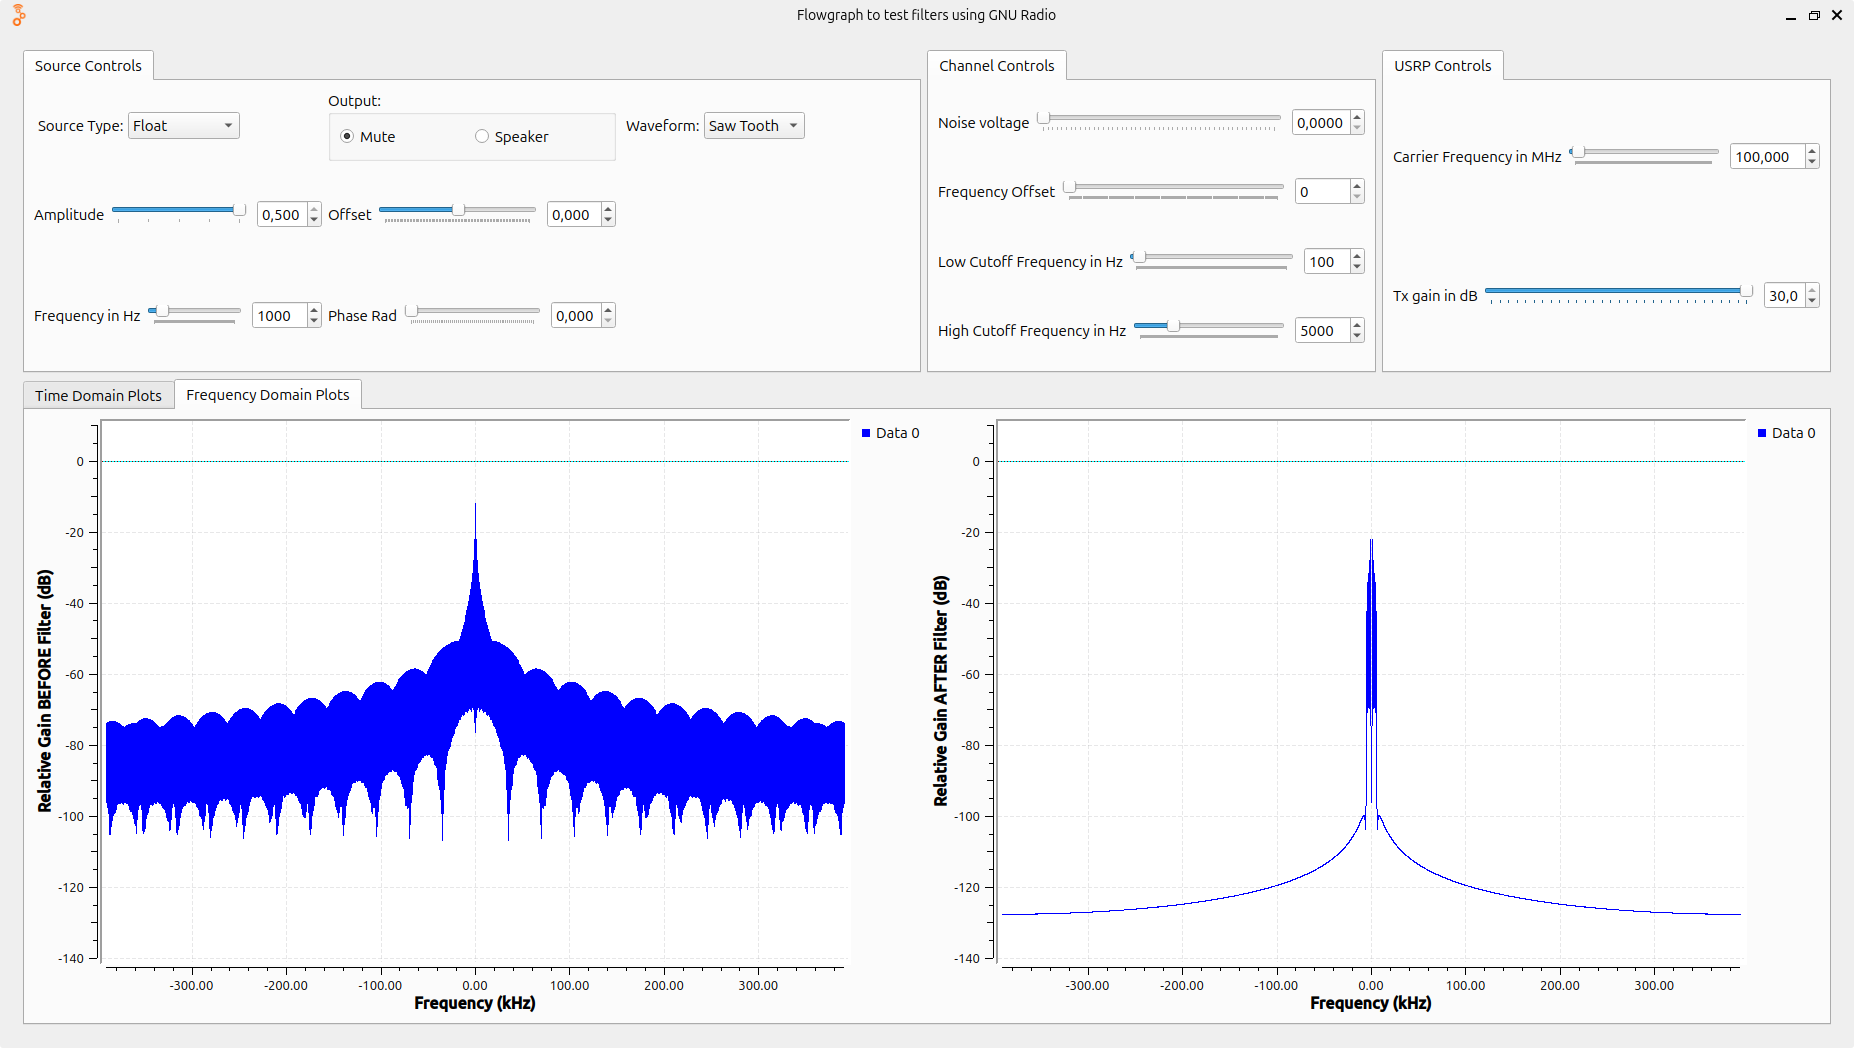 Flowgraph to test filters using GNU Radio
Source Controls
Channel Controls
USRP Controls
Output:
Source Type: Float
Mute
Speaker
Waveform: Saw Tooth
Noise voltage 0,0000
Carrier Frequency in MHz 100,000
Frequency Offset 0
Amplitude 0,500
Offset 0,000
Low Cutoff Frequency in Hz 100
Tx gain in dB 30,0
Frequency in Hz 1000
Phase Rad 0,000
High Cutoff Frequency in Hz 5000
Time Domain Plots
Frequency Domain Plots
Data 0
0
-20
-40
-60
-80
-100
-120
-140
Relative Gain BEFORE Filter (dB)
-300.00 -200.00 -100.00 0.00 100.00 200.00 300.00
Frequency (kHz)
Data 0
0
-20
-40
-60
-80
-100
-120
-140
Relative Gain AFTER Filter (dB)
-300.00 -200.00 -100.00 0.00 100.00 200.00 300.00
Frequency (kHz)